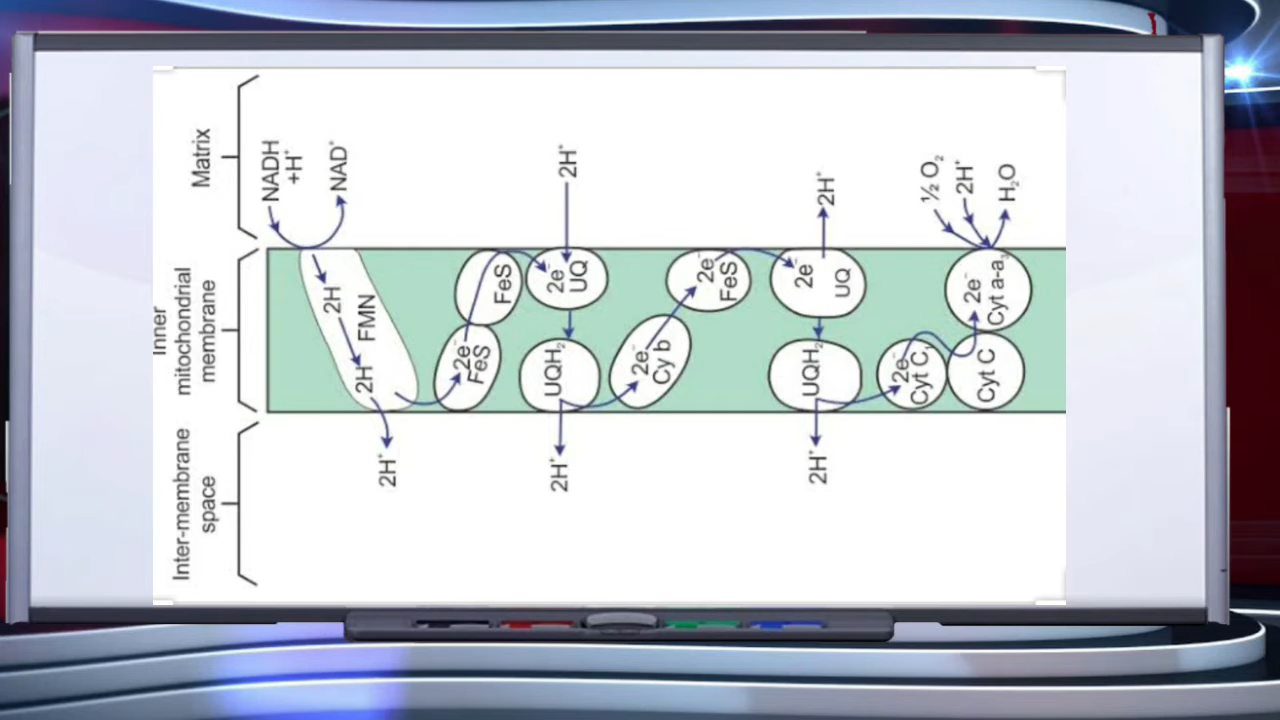 Matrix
Inner
mitochondrial
membrane
Inter-membrane
space
NADH
+H⁺
NAD⁺
2H
FMN
2H
2H⁺
2e⁻
FeS
FeS
2H⁺
2e⁻
UQ
UQH₂
2H⁺
2e⁻
Cy b
2e⁻
FeS
2H⁺
2e⁻
UQ
UQH₂
2H⁺
2e⁻
Cyt C₁
Cyt C
2e⁻
Cyt a-a₃
½ O₂
2H⁺
H₂O